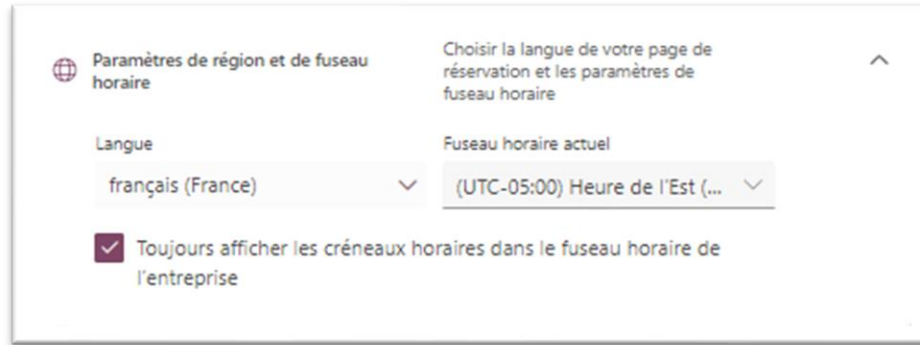 Paramètres de région et de fuseau
horaire
Choisir la langue de votre page de
réservation et les paramètres de
fuseau horaire
Langue
français (France)
Fuseau horaire actuel
(UTC-05:00) Heure de l'Est (...
Toujours afficher les créneaux horaires dans le fuseau horaire de
l'entreprise